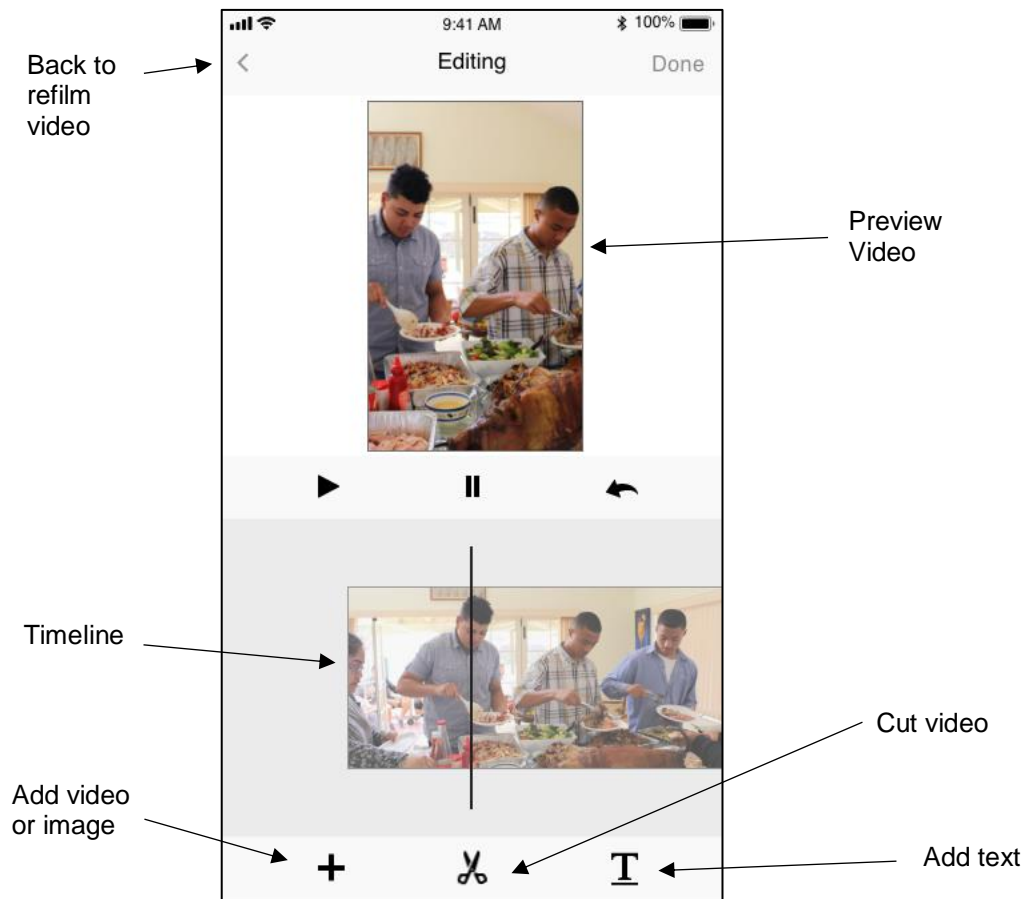 9:41 AM
100%
Editing
Done
Back to
refilm
video
Preview
Video
Timeline
Cut video
Add video
or image
Add text
T